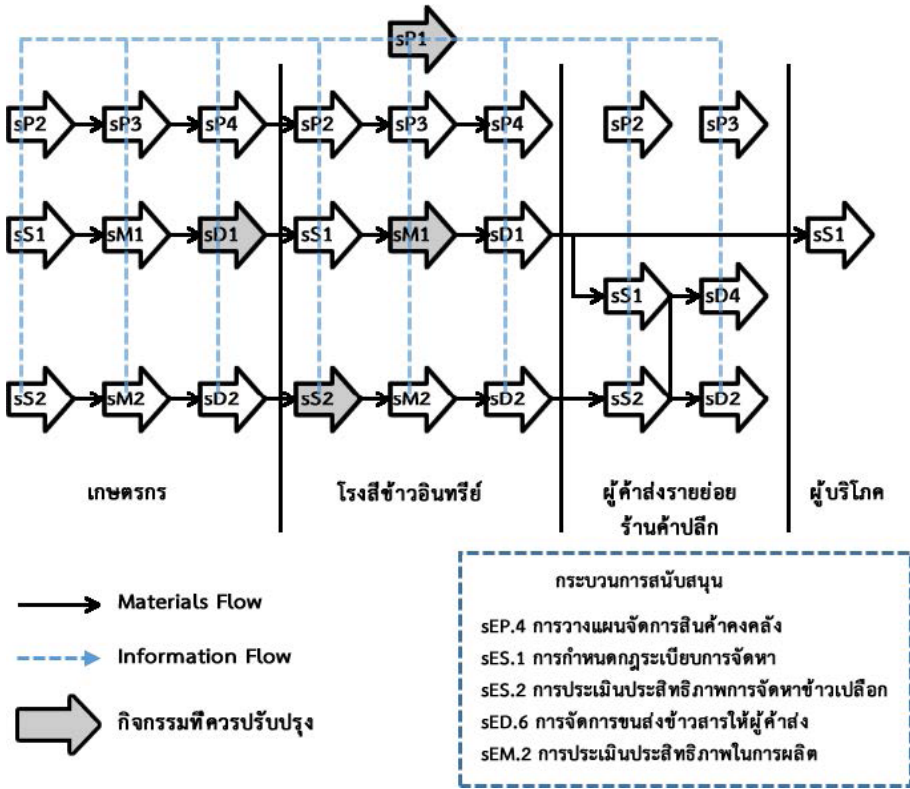 sP1
sP2 sP3 sP4 sP2 sP3 sP4 sP2 sP3
sS1 sM1 sD1 sS1 sM1 sD1 sS1
sS1 sD4
sS2 sM2 sD2 sS2 sM2 sD2 sS2 sD2
เกษตรกร โรงสีข้าวอินทรีย์ ผู้ค้าส่งรายย่อย ผู้บริโภค
ร้านค้าปลีก
Materials Flow
Information Flow
กิจกรรมที่ควรปรับปรุง
กระบวนการสนับสนุน
sEP.4 การวางแผนจัดการสินค้าคงคลัง
sES.1 การกำหนดกฎระเบียบการจัดหา
sES.2 การประเมินประสิทธิภาพการจัดหาข้าวเปลือก
sED.6 การจัดการขนส่งข้าวสารให้ผู้ค้าส่ง
sEM.2 การประเมินประสิทธิภาพในการผลิต